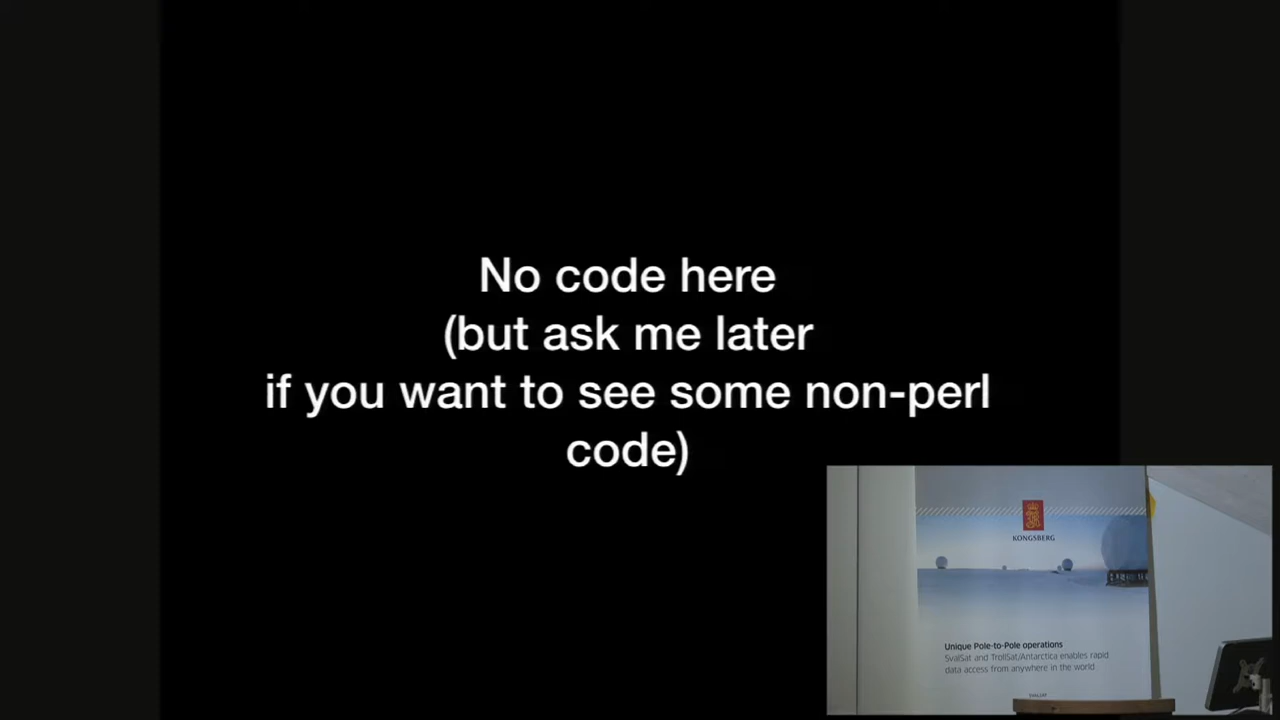 No code here
(but ask me later
if you want to see some non-perl
code)
KONGSBERG
Unique Pole-to-Pole operations
SvalSat and TrollSat/Antarctica enables rapid
data access from anywhere in the world